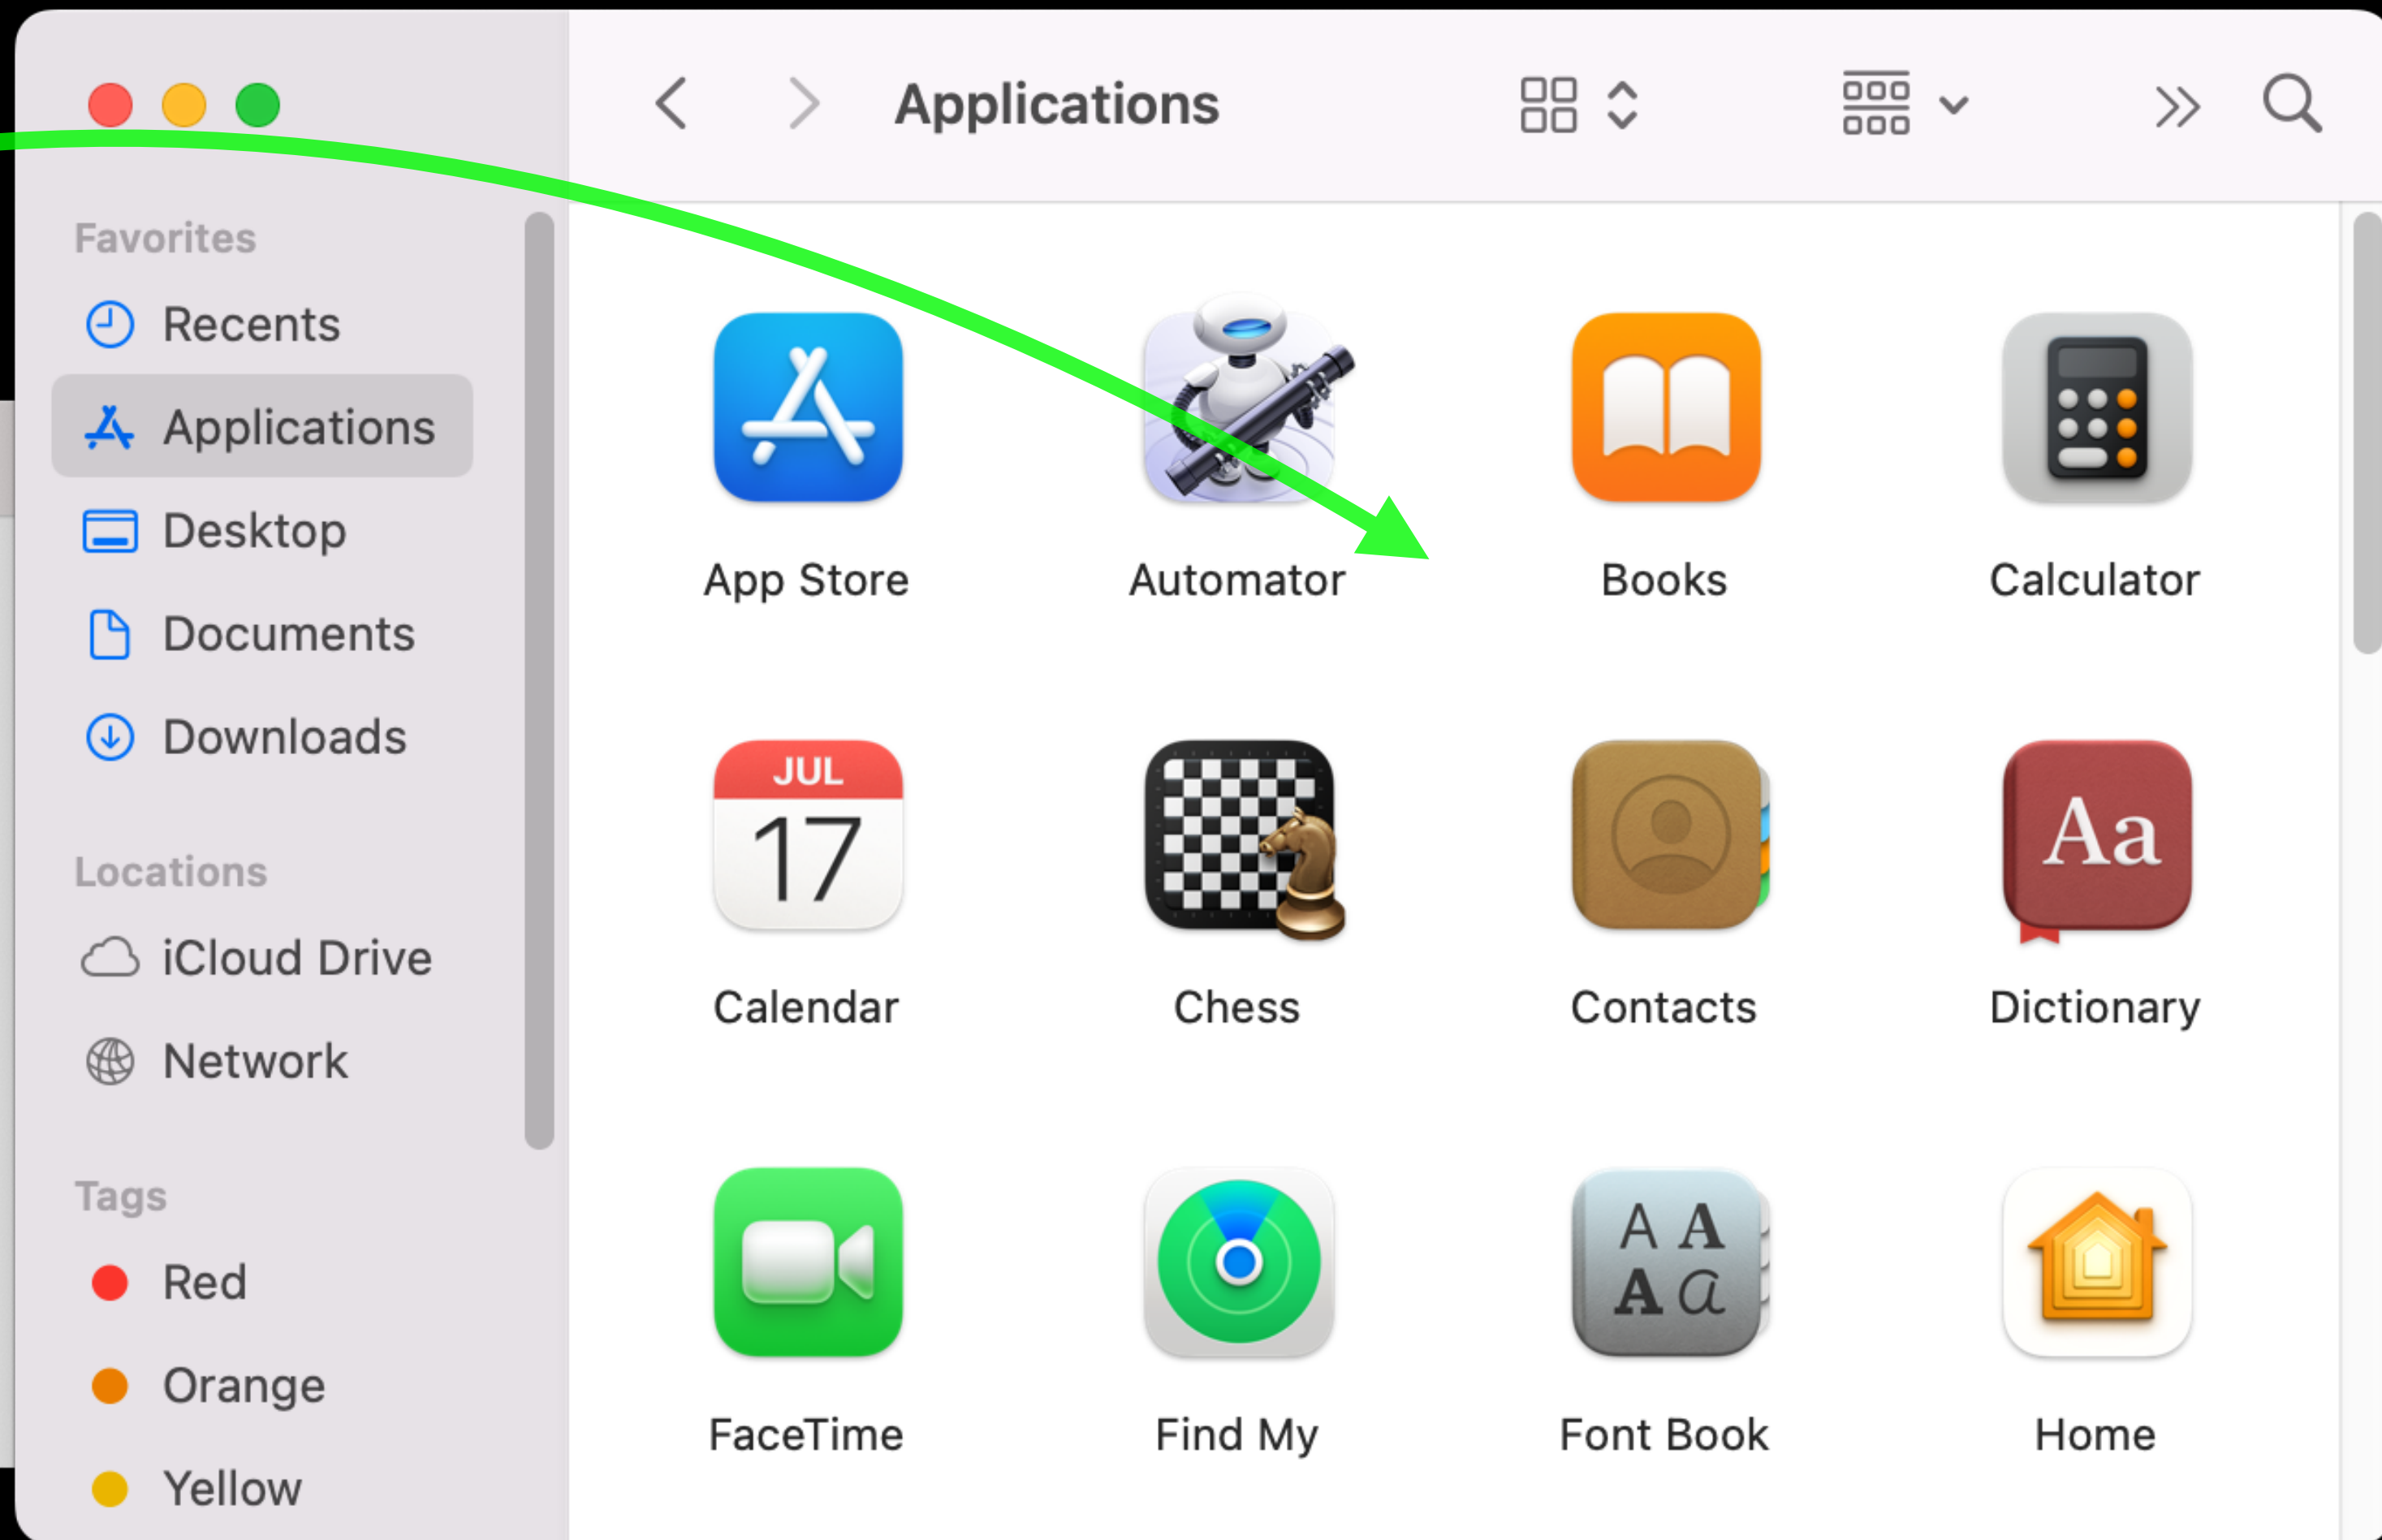 Applications
Favorites
Recents
Applications
Desktop
Documents
Downloads
Locations
iCloud Drive
Network
Tags
Red
Orange
Yellow
App Store
Automator
Books
Calculator
JUL
17
Aa
Calendar
Chess
Contacts
Dictionary
A A
A a
FaceTime
Find My
Font Book
Home